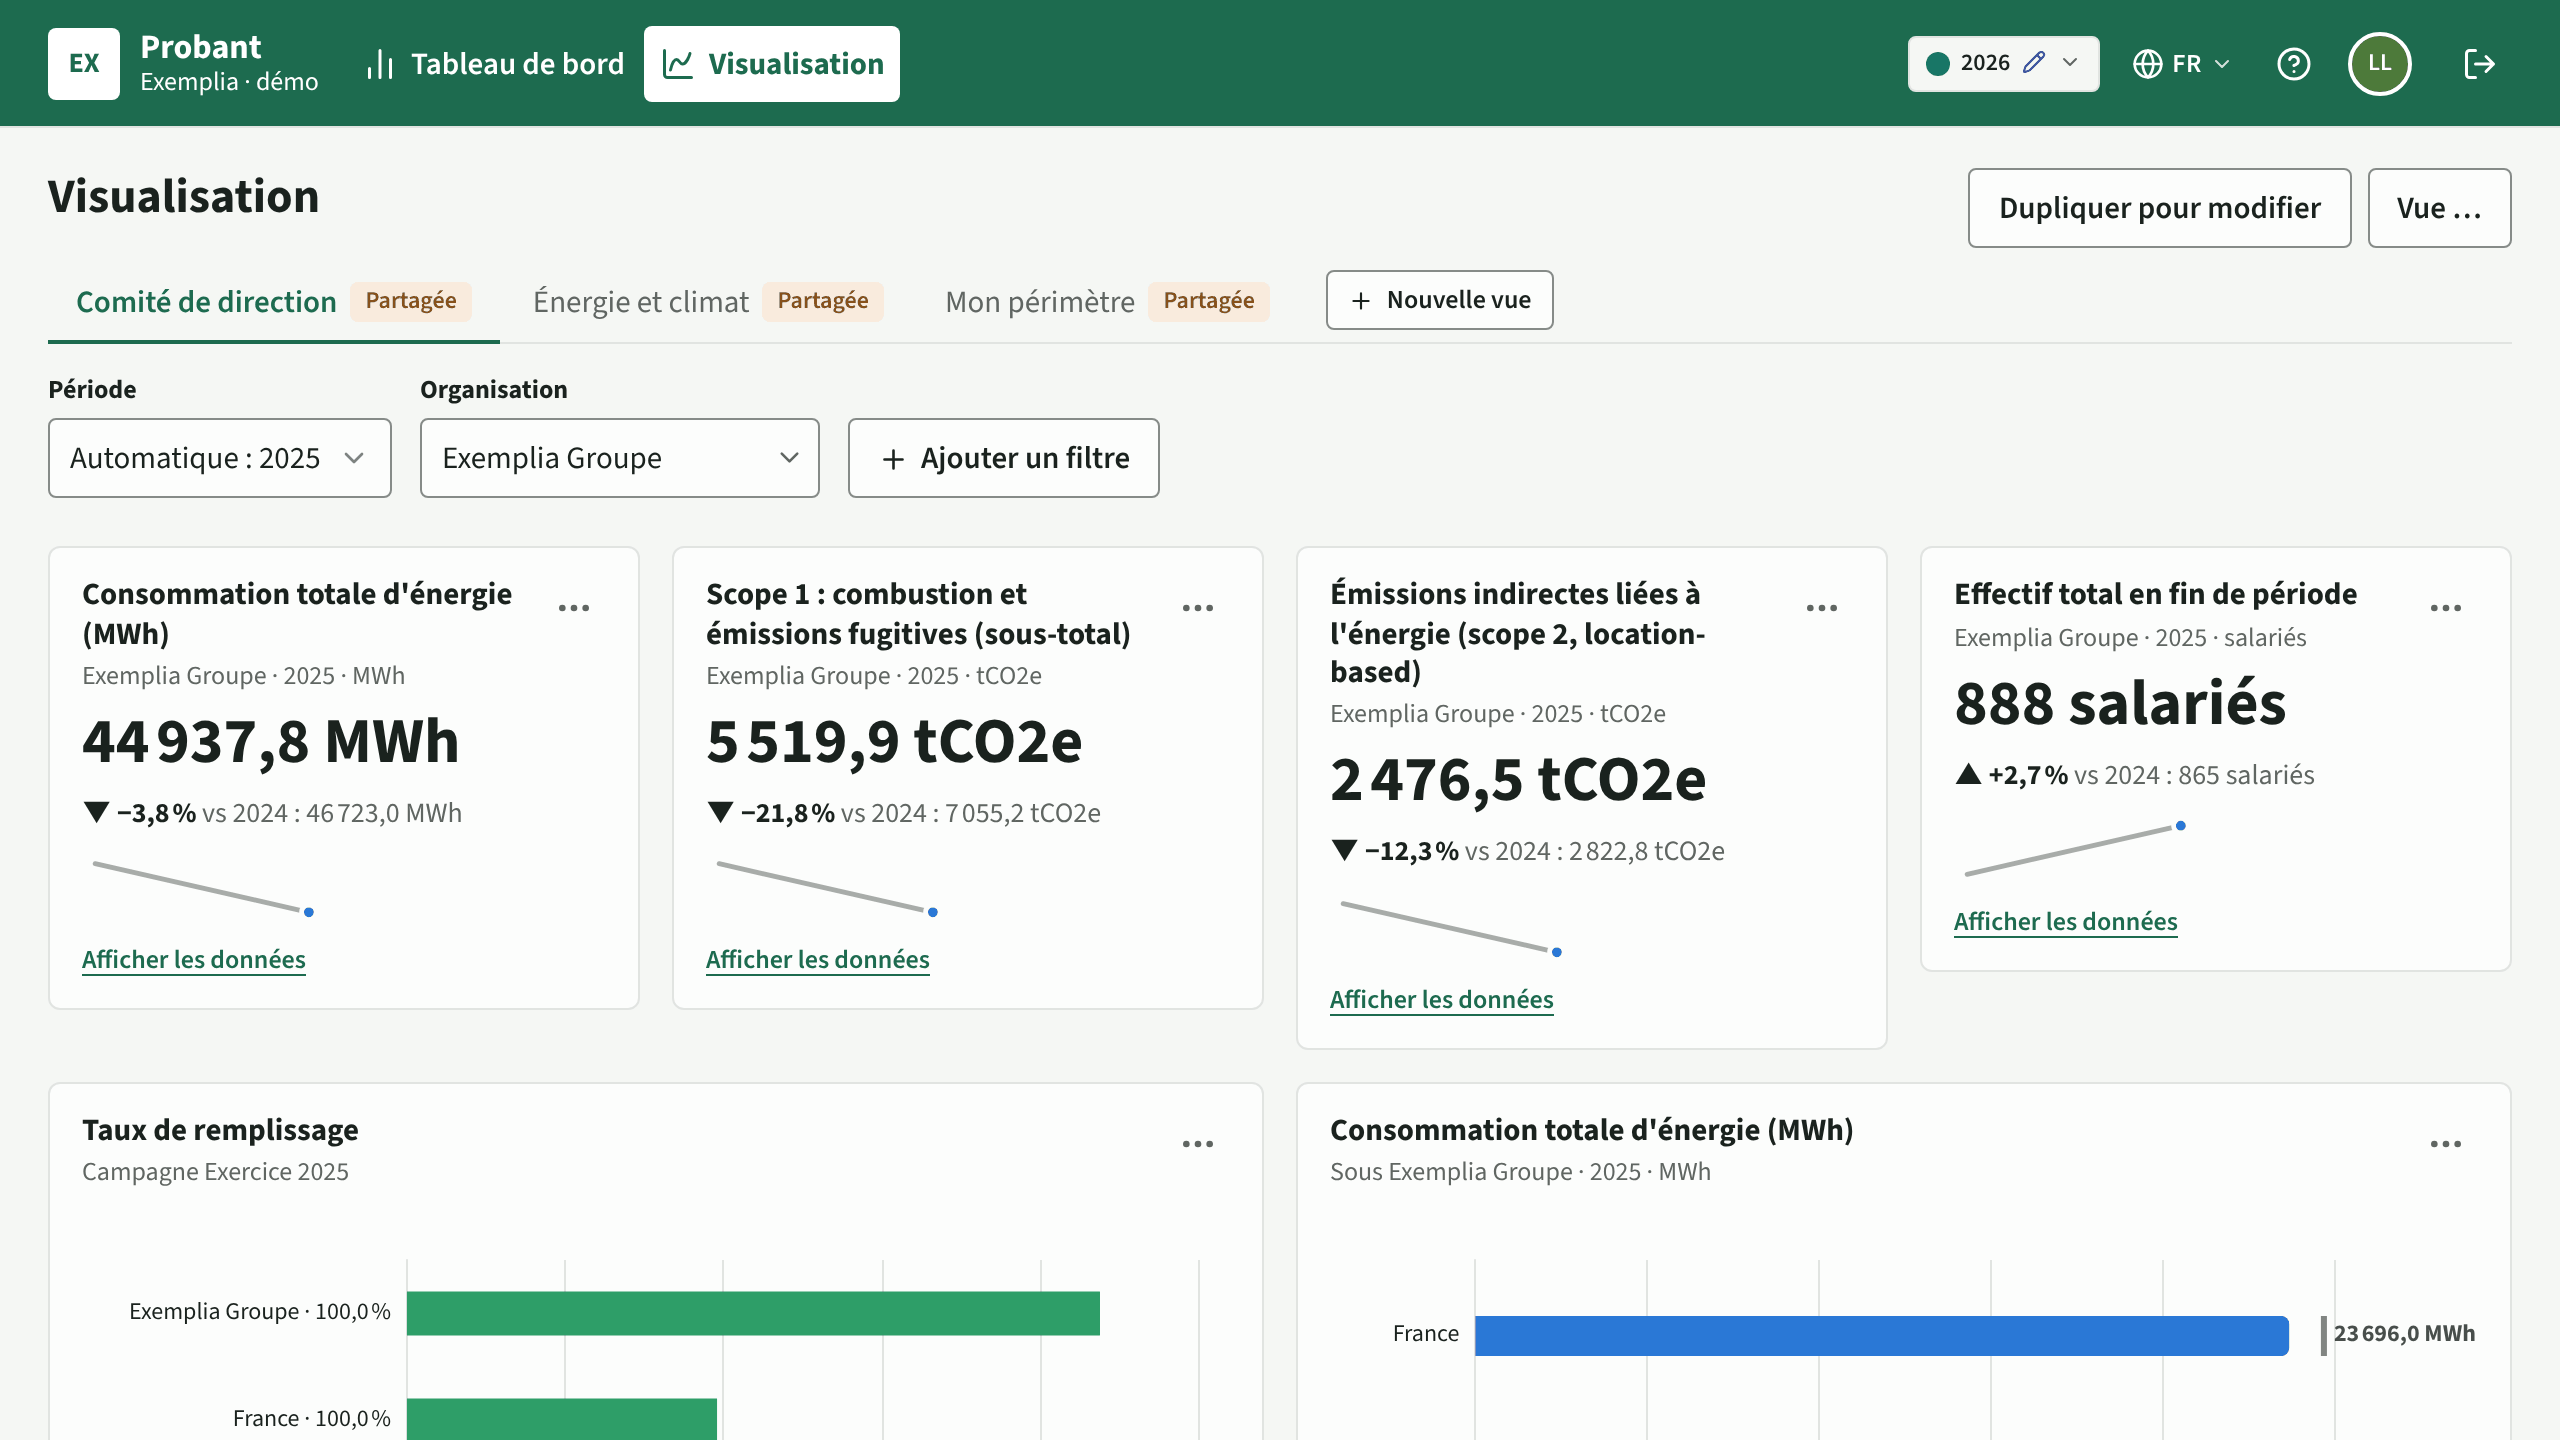 EX
Probant
Exemplia · démo
Tableau de bord
Visualisation
2026
FR
LL
Visualisation
Dupliquer pour modifier
Vue ...
Comité de direction Partagée
Énergie et climat Partagée
Mon périmètre Partagée
+ Nouvelle vue
Période
Organisation
Automatique : 2025
Exemplia Groupe
+ Ajouter un filtre
Consommation totale d'énergie
(MWh)
Exemplia Groupe · 2025 · MWh
44 937,8 MWh
▼ −3,8 % vs 2024 : 46 723,0 MWh
Afficher les données
Scope 1 : combustion et
émissions fugitives (sous-total)
Exemplia Groupe · 2025 · tCO2e
5 519,9 tCO2e
▼ −21,8 % vs 2024 : 7 055,2 tCO2e
Afficher les données
Émissions indirectes liées à
l'énergie (scope 2, location-
based)
Exemplia Groupe · 2025 · tCO2e
2 476,5 tCO2e
▼ −12,3 % vs 2024 : 2 822,8 tCO2e
Afficher les données
Effectif total en fin de période
Exemplia Groupe · 2025 · salariés
888 salariés
▲ +2,7 % vs 2024 : 865 salariés
Afficher les données
Taux de remplissage
Campagne Exercice 2025
Exemplia Groupe · 100,0 %
France · 100,0 %
Consommation totale d'énergie (MWh)
Sous Exemplia Groupe · 2025 · MWh
France
23 696,0 MWh